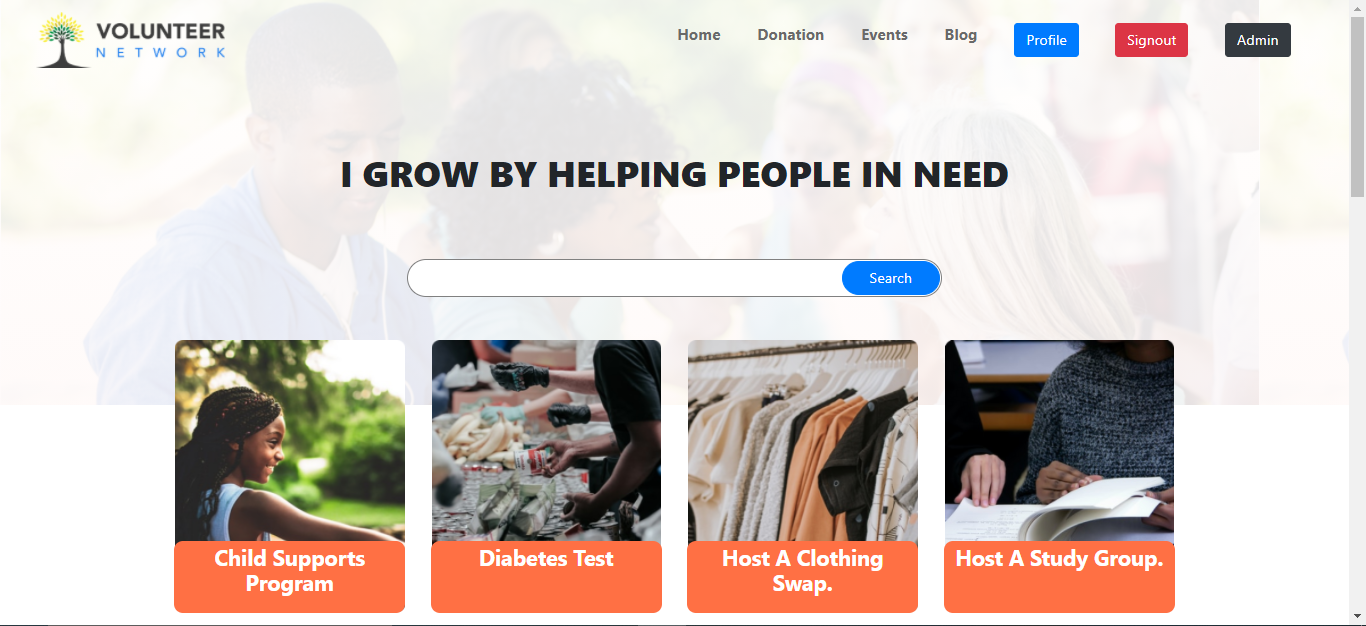 VOLUNTEER
NETWORK
Home Donation Events Blog Profile Signout Admin
I GROW BY HELPING PEOPLE IN NEED
Search
Child Supports
Program
Diabetes Test
Host A Clothing
Swap.
Host A Study Group.